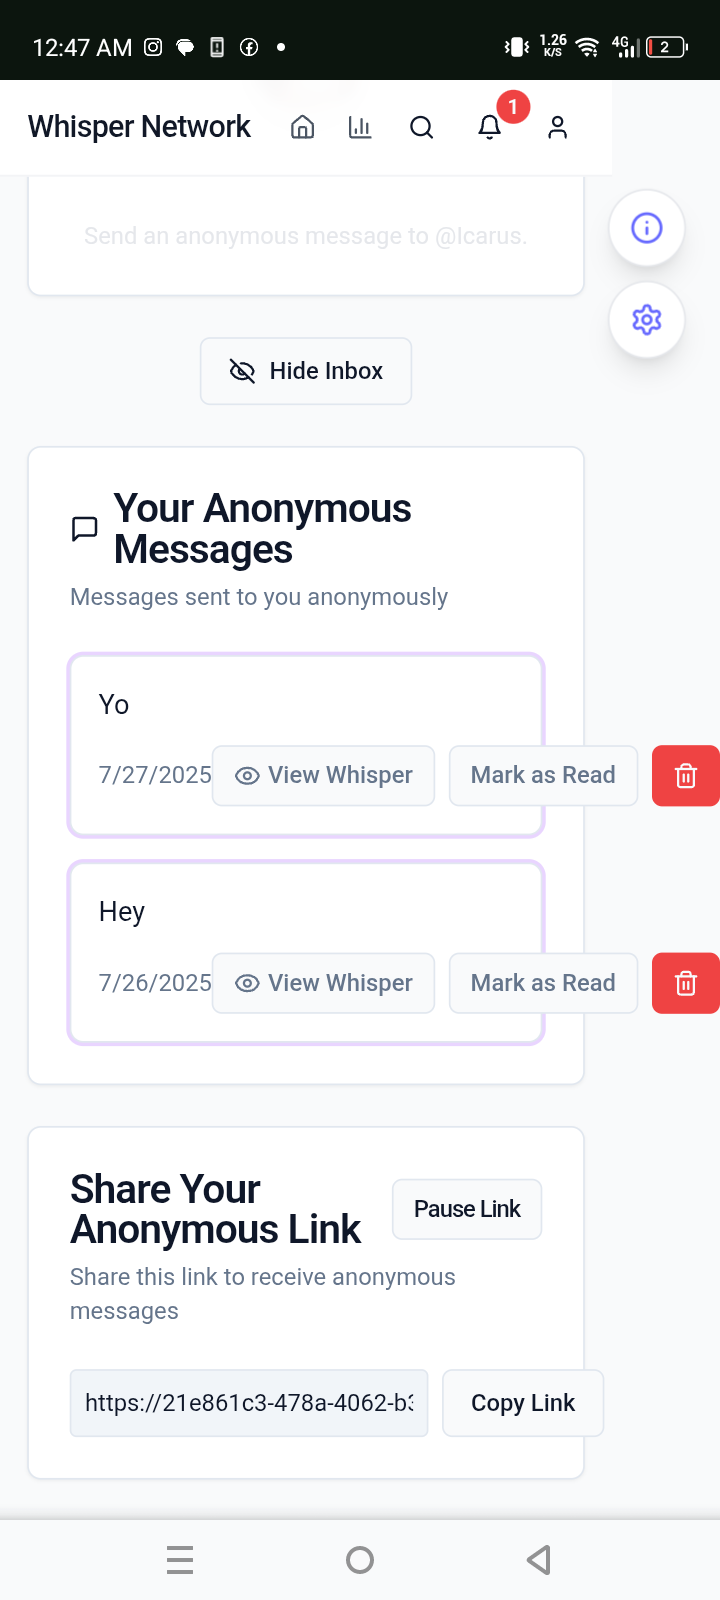 12:47 AM
1.26
K/S
4G
2
Whisper Network
1
Send an anonymous message to @Icarus.
Hide Inbox
Your Anonymous
Messages
Messages sent to you anonymously
Yo
7/27/2025 View Whisper Mark as Read
Hey
7/26/2025 View Whisper Mark as Read
Share Your
Anonymous Link
Pause Link
Share this link to receive anonymous
messages
https://21e861c3-478a-4062-b3
Copy Link